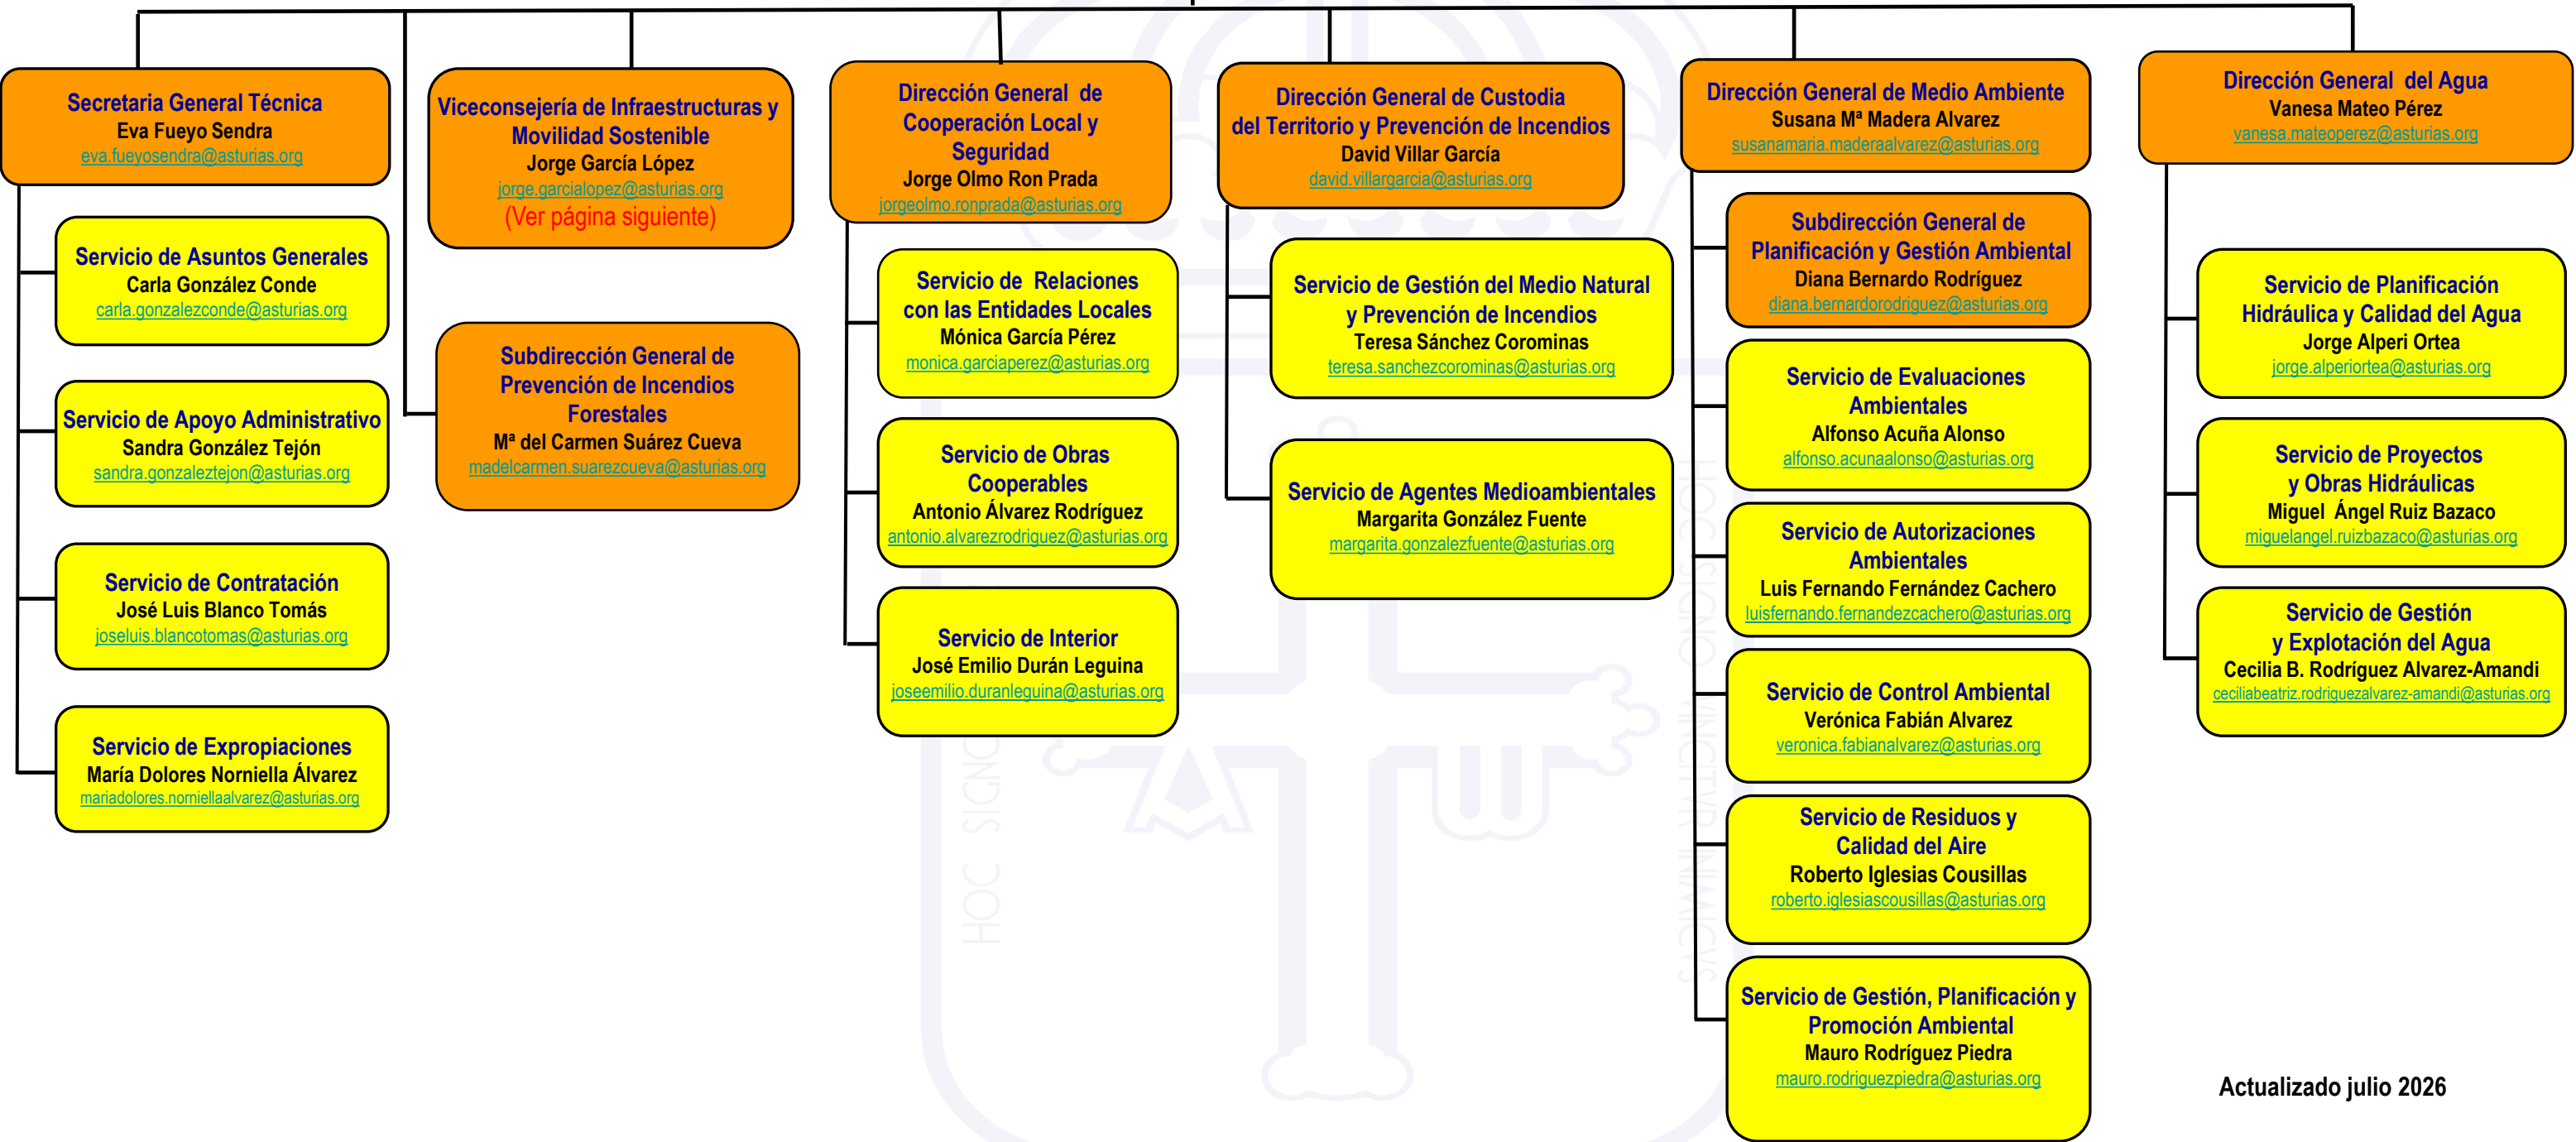 Secretaria General Técnica
Eva Fueyo Sendra
eva.fueyosendra@asturias.org
Servicio de Asuntos Generales
Carla González Conde
carla.gonzalezconde@asturias.org
Servicio de Apoyo Administrativo
Sandra González Tejón
sandra.gonzaleztejon@asturias.org
Servicio de Contratación
José Luis Blanco Tomás
joseluis.blancotomas@asturias.org
Servicio de Expropiaciones
María Dolores Norniella Álvarez
mariadolores.norniellaalvarez@asturias.org
Viceconsejería de Infraestructuras y
Movilidad Sostenible
Jorge García López
jorge.garcialopez@asturias.org
(Ver página siguiente)
Subdirección General de
Prevención de Incendios
Forestales
Mª del Carmen Suárez Cueva
madelcarmen.suarezcueva@asturias.org
Dirección General de
Cooperación Local y
Seguridad
Jorge Olmo Ron Prada
jorgeolmo.ronprada@asturias.org
Servicio de Relaciones
con las Entidades Locales
Mónica García Pérez
monica.garciaperez@asturias.org
Servicio de Obras
Cooperables
Antonio Álvarez Rodríguez
antonio.alvarezrodriguez@asturias.org
Servicio de Interior
José Emilio Durán Leguina
joseemilio.duranleguina@asturias.org
Dirección General de Custodia
del Territorio y Prevención de Incendios
David Villar García
david.villargarcia@asturias.org
Servicio de Gestión del Medio Natural
y Prevención de Incendios
Teresa Sánchez Corominas
teresa.sanchezcorominas@asturias.org
Servicio de Agentes Medioambientales
Margarita González Fuente
margarita.gonzalezfuente@asturias.org
Dirección General de Medio Ambiente
Susana Mª Madera Alvarez
susanamaria.maderaalvarez@asturias.org
Subdirección General de
Planificación y Gestión Ambiental
Diana Bernardo Rodríguez
diana.bernardorodriguez@asturias.org
Servicio de Evaluaciones
Ambientales
Alfonso Acuña Alonso
alfonso.acunaalonso@asturias.org
Servicio de Autorizaciones
Ambientales
Luis Fernando Fernández Cachero
luisfernando.fernandezcachero@asturias.org
Servicio de Control Ambiental
Verónica Fabián Alvarez
veronica.fabianalvarez@asturias.org
Servicio de Residuos y
Calidad del Aire
Roberto Iglesias Cousillas
roberto.iglesiascousillas@asturias.org
Servicio de Gestión, Planificación y
Promoción Ambiental
Mauro Rodríguez Piedra
mauro.rodriguezpiedra@asturias.org
Dirección General del Agua
Vanesa Mateo Pérez
vanesa.mateoperez@asturias.org
Servicio de Planificación
Hidráulica y Calidad del Agua
Jorge Alperi Ortea
jorge.alperiortea@asturias.org
Servicio de Proyectos
y Obras Hidráulicas
Miguel Ángel Ruiz Bazaco
miguelangel.ruizbazaco@asturias.org
Servicio de Gestión
y Explotación del Agua
Cecilia B. Rodríguez Alvarez-Amandi
ceciliabeatriz.rodriguezalvarez-amandi@asturias.org
Actualizado julio 2026
HOC SIGNO
HOC SIGNO VINCITVR INIMICVS